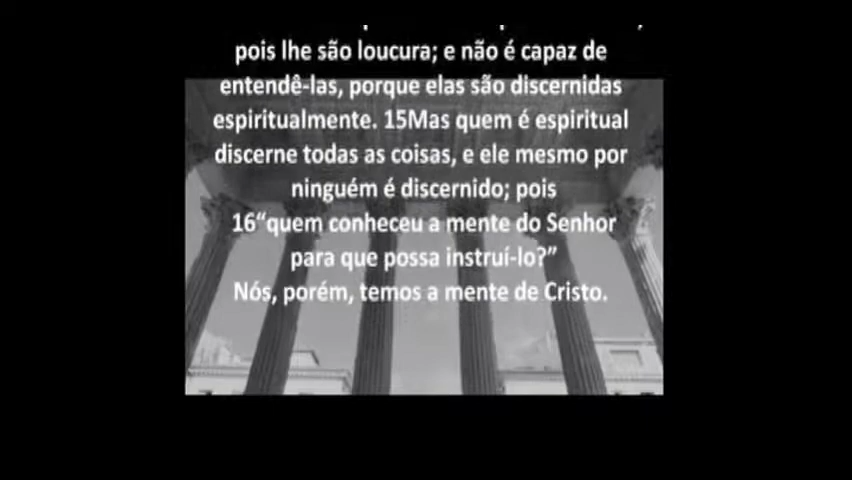 pois lhe são loucura; e não é capaz de
entendê-las, porque elas são discernidas
espiritualmente. 15Mas quem é espiritual
discerne todas as coisas, e ele mesmo por
ninguém é discernido; pois
16“quem conheceu a mente do Senhor
para que possa instruí-lo?”
Nós, porém, temos a mente de Cristo.